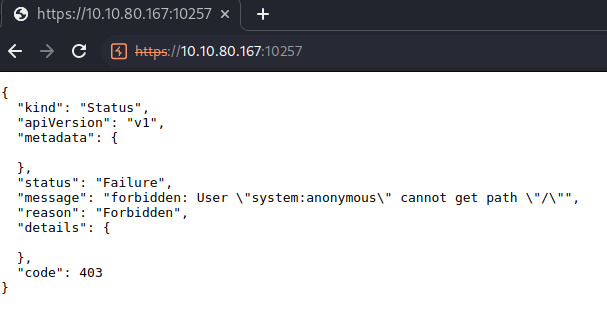 https://10.10.80.167:10257
https://10.10.80.167:10257
{
  "kind": "Status",
  "apiVersion": "v1",
  "metadata": {

  },
  "status": "Failure",
  "message": "forbidden: User \"system:anonymous\" cannot get path \"/\"",
  "reason": "Forbidden",
  "details": {

  },
  "code": 403
}